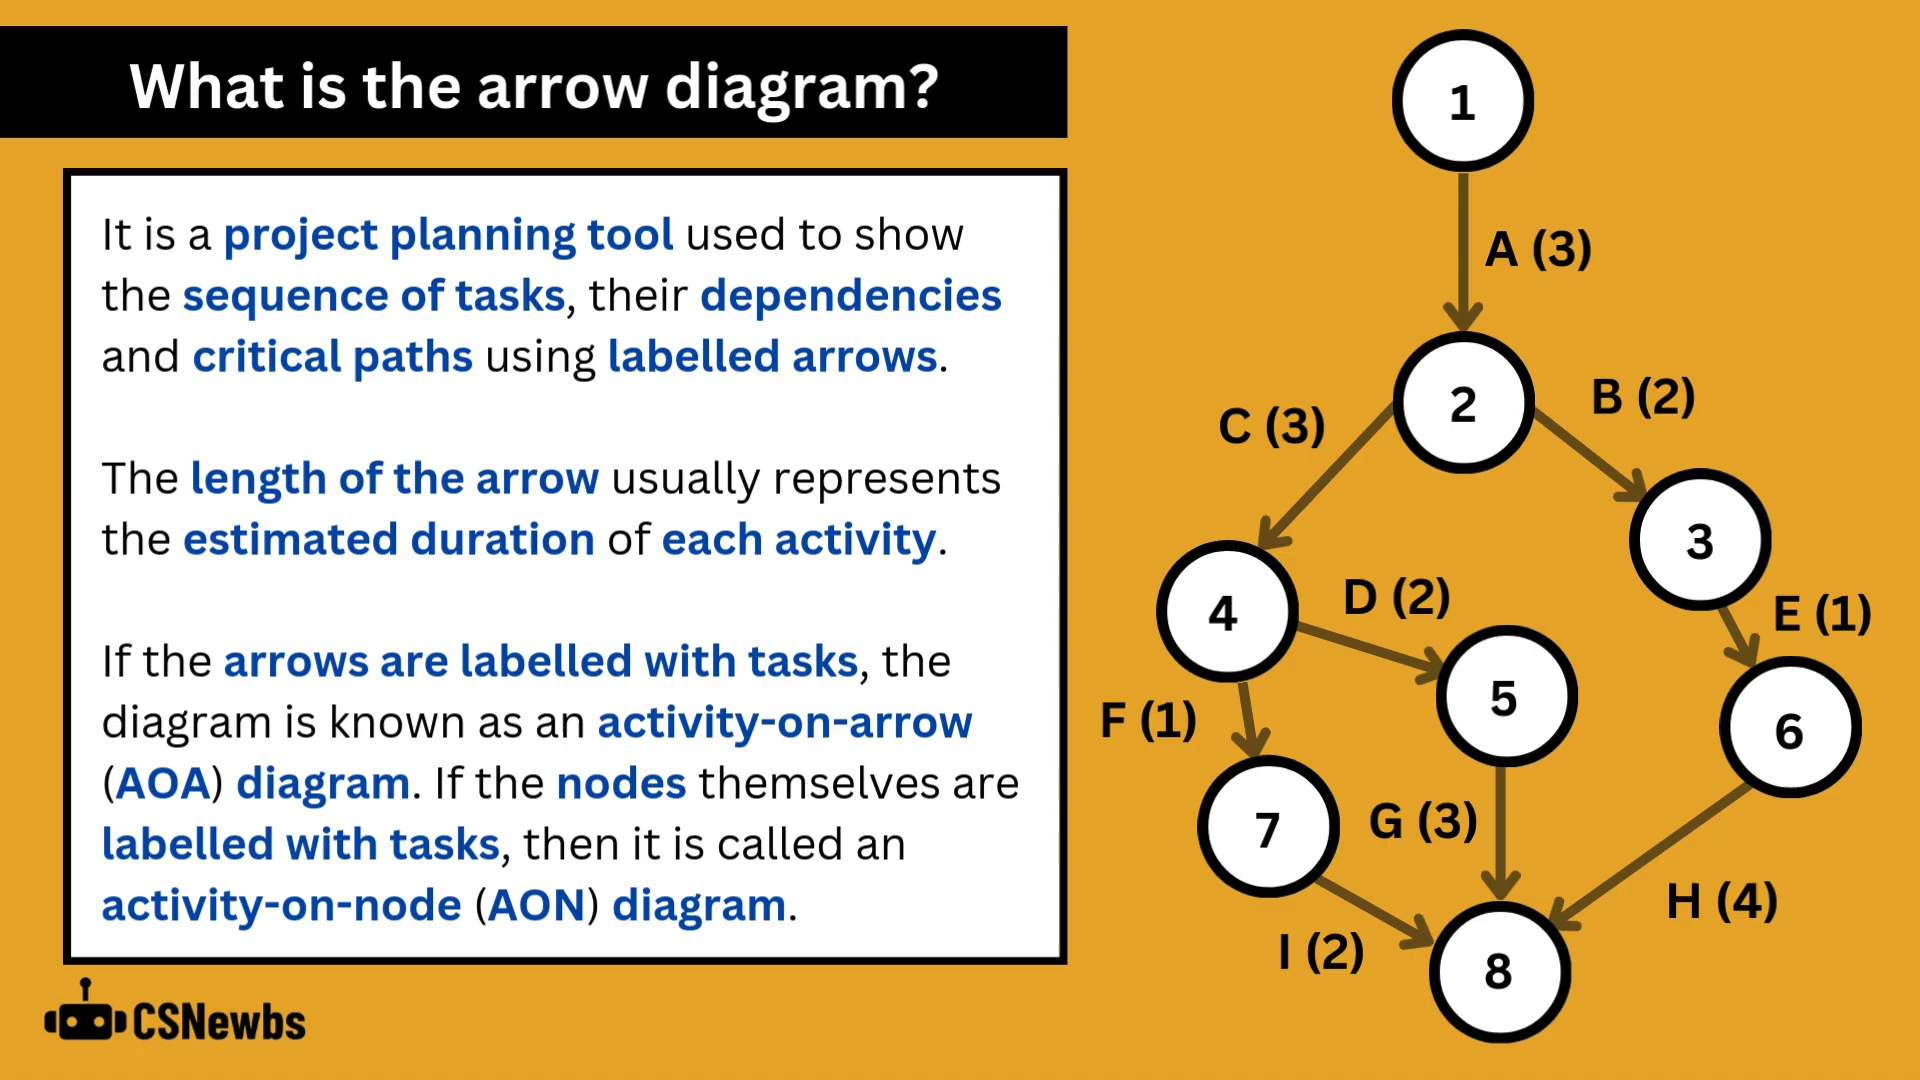 What is the arrow diagram?
It is a project planning tool used to show
the sequence of tasks, their dependencies
and critical paths using labelled arrows.
The length of the arrow usually represents
the estimated duration of each activity.
If the arrows are labelled with tasks, the
diagram is known as an activity-on-arrow
(AOA) diagram. If the nodes themselves are
labelled with tasks, then it is called an
activity-on-node (AON) diagram.
CSNewbs
1
A (3)
2
B (2)
C (3)
3
4
D (2)
E (1)
5
F (1)
6
7
G (3)
H (4)
I (2)
8